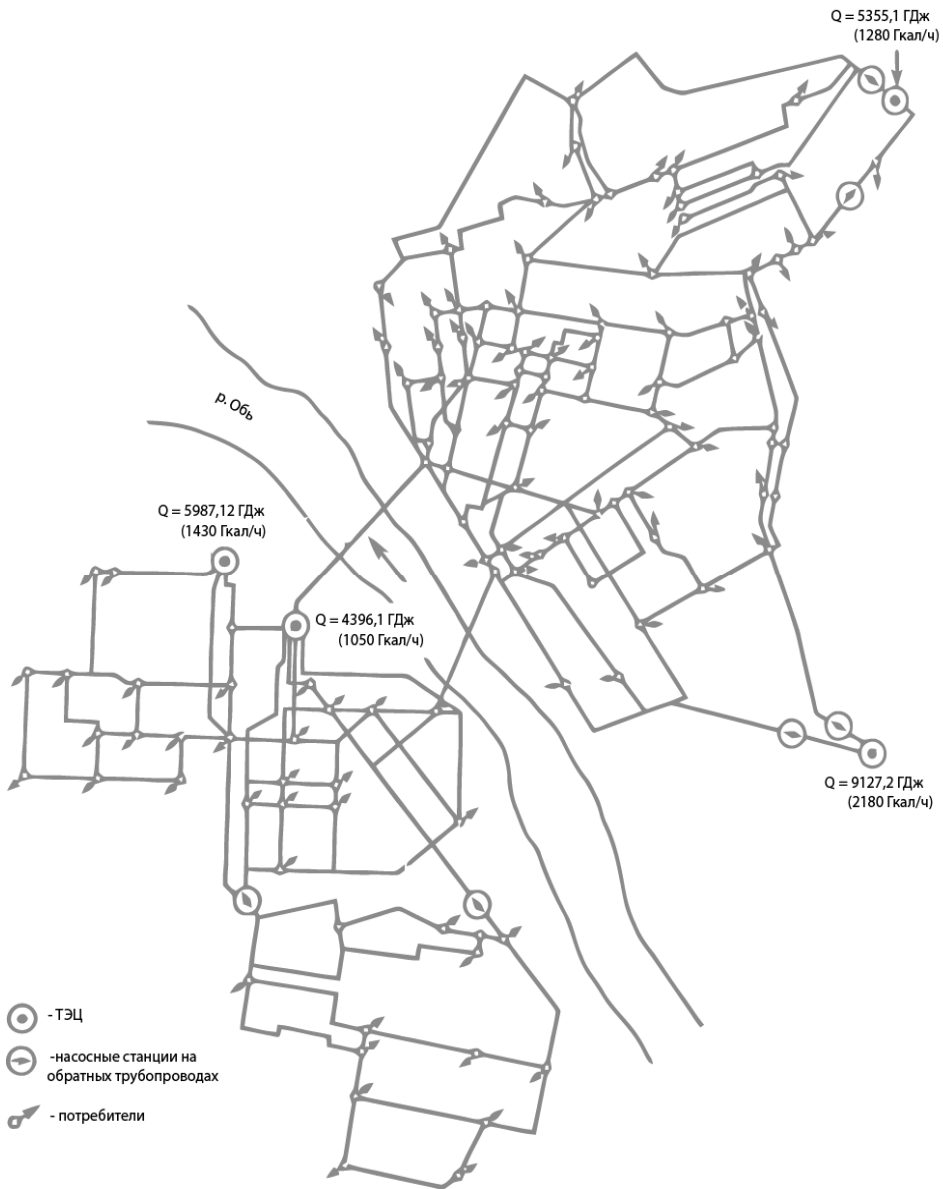 Q = 5355,1 ГДж
(1280 Гкал/ч)
р. Обь
Q = 5987,12 ГДж
(1430 Гкал/ч)
Q = 4396,1 ГДж
(1050 Гкал/ч)
Q = 9127,2 ГДж
(2180 Гкал/ч)
- ТЭЦ
-насосные станции на
обратных трубопроводах
- потребители